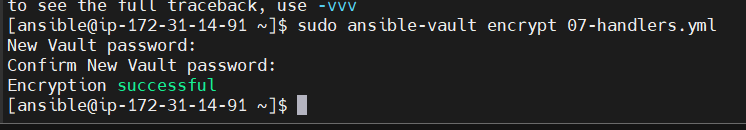 to see the full traceback, use -vvv
[ansible@ip-172-31-14-91 ~]$ sudo ansible-vault encrypt 07-handlers.yml
New Vault password:
Confirm New Vault password:
Encryption successful
[ansible@ip-172-31-14-91 ~]$